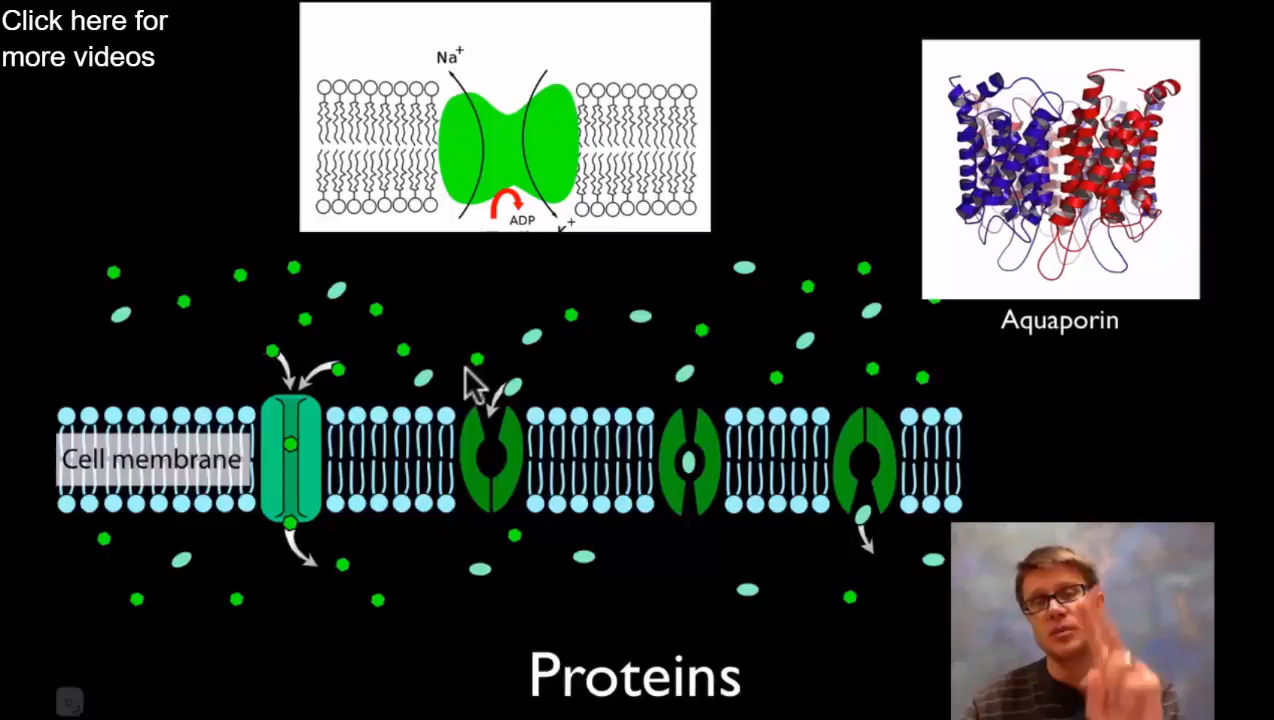 Click here for
more videos
Na+
ADP
K+
Aquaporin
Cell membrane
Proteins